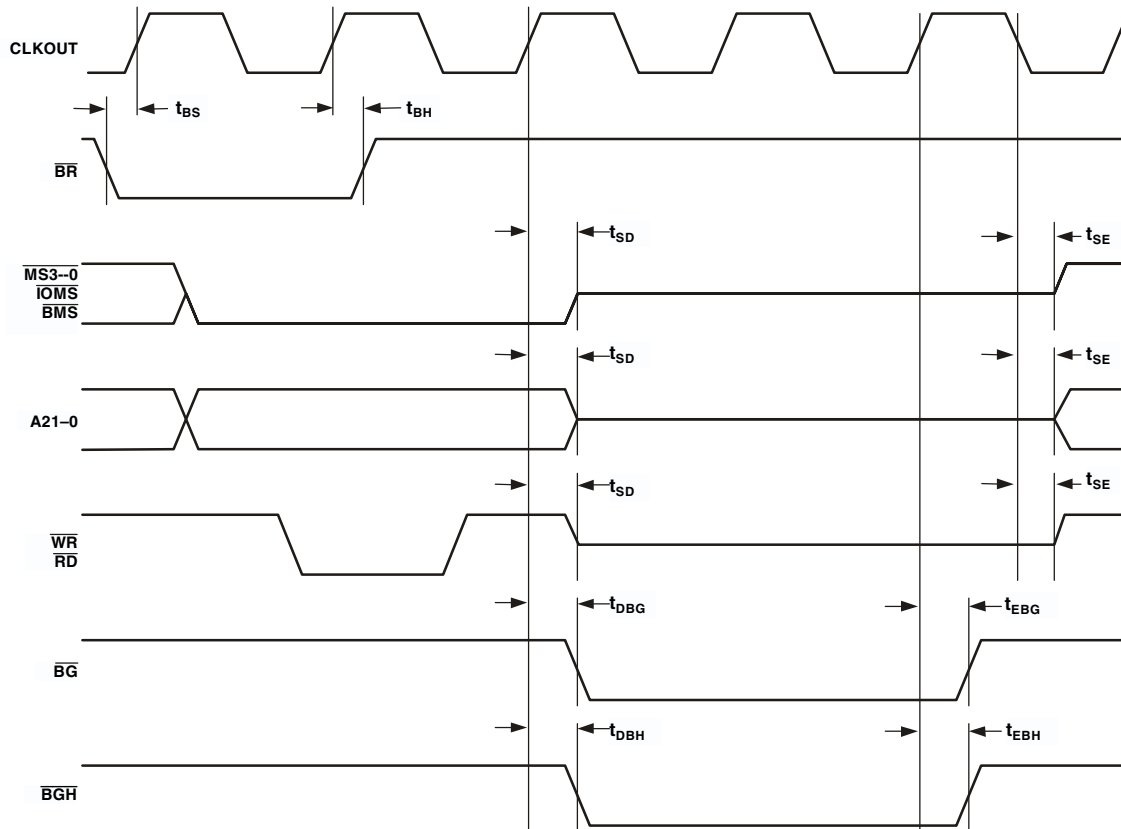 CLKOUT
tBS
tBH
BR
tSD
tSE
MS3--0
IOMS
BMS
tSD
tSE
A21–0
tSD
tSE
WR
RD
tDBG
tEBG
BG
tDBH
tEBH
BGH